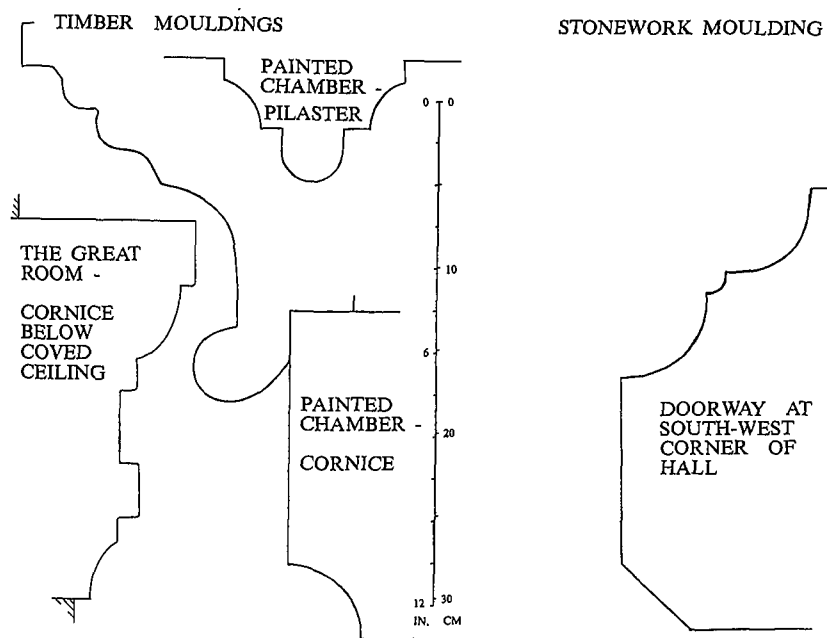 TIMBER MOULDINGS
STONEWORK MOULDING
PAINTED
CHAMBER -
PILASTER
THE GREAT
ROOM -
CORNICE
BELOW
COVED
CEILING
PAINTED
CHAMBER -
CORNICE
0 0
10
6
20
12 30
IN. CM
DOORWAY AT
SOUTH-WEST
CORNER OF
HALL